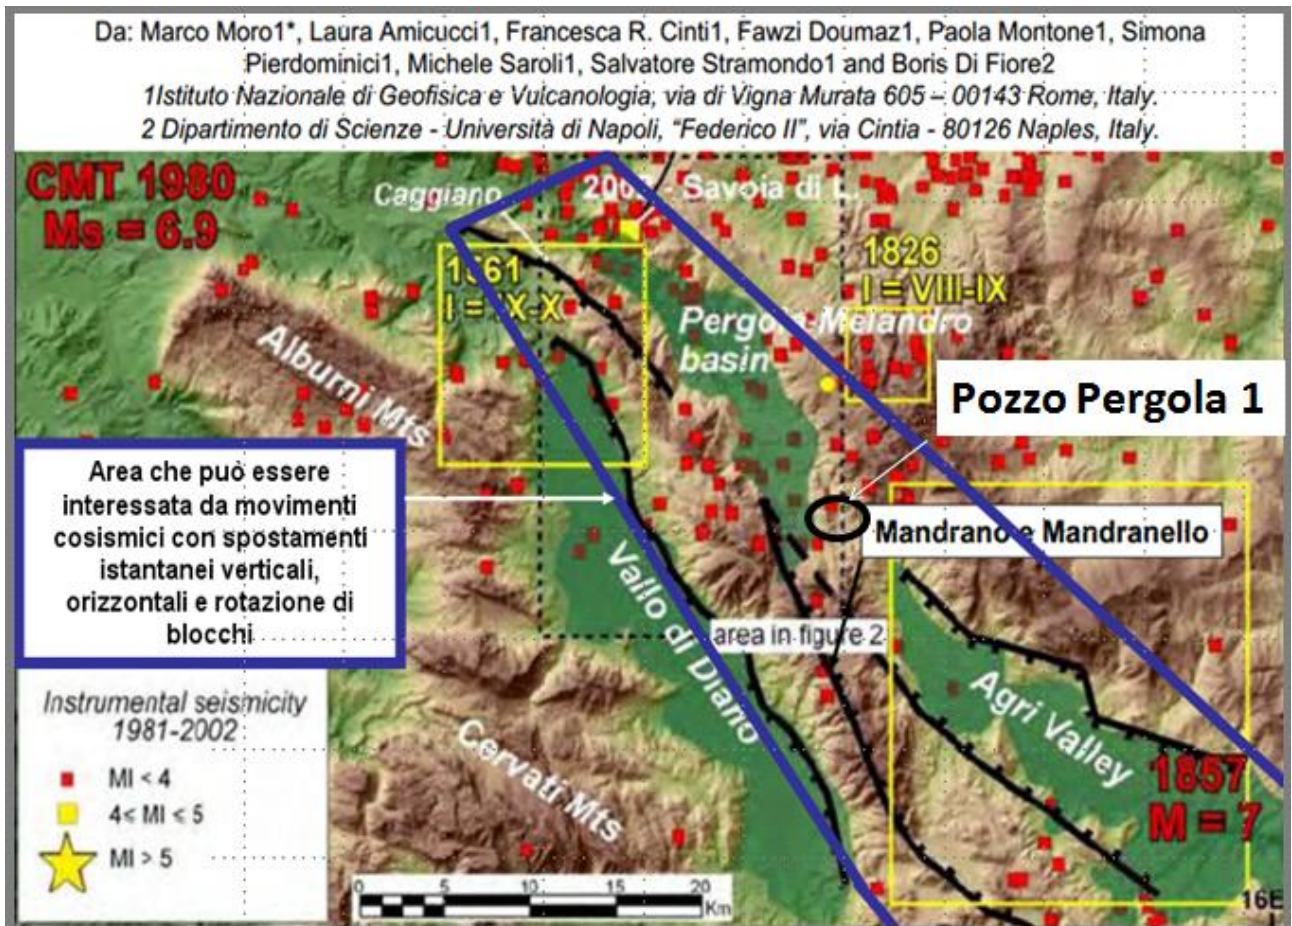 Da: Marco Moro1*, Laura Amicucci1, Francesca R. Cinti1, Fawzi Doumaz1, Paola Montone1, Simona
Pierdominici1, Michele Saroli1, Salvatore Stramondo1 and Boris Di Fiore2
1Istituto Nazionale di Geofisica e Vulcanologia, via di Vigna Murata 605 – 00143 Rome, Italy.
2 Dipartimento di Scienze - Università di Napoli, "Federico II", via Cintia - 80126 Naples, Italy.
CMT 1980
Ms = 6.9
Caggiano
- Savoia di L.
1561
I = IX-X
1826
I = VIII-IX
Pergola-Melandro
basin
Alburni Mts
Pozzo Pergola 1
Area che può essere
interessata da movimenti
cosismici con spostamenti
istantanei verticali,
orizzontali e rotazione di
blocchi
Mandrano e Mandranello
Vallo di Diano
area in figure 2
Agri Valley
Cervati Mts
1857
M = 7
Instrumental seismicity
1981-2002
Ml < 4
4< Ml < 5
Ml > 5
0 5 10 15 20
Km
16E